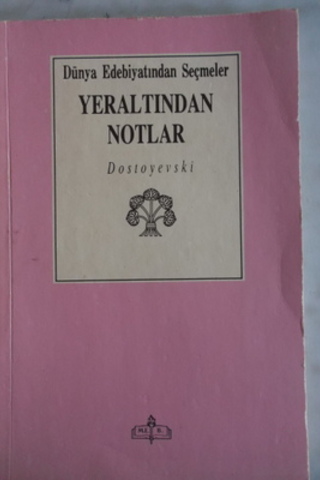 Dünya Edebiyatından Seçmeler
YERALTINDAN
NOTLAR
Dostoyevski
M.E. B.